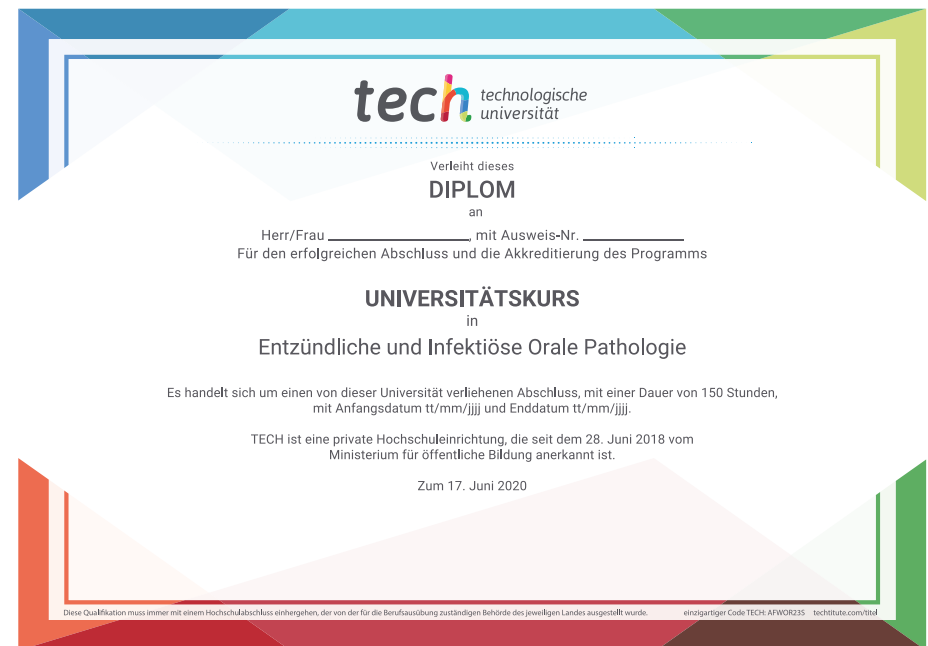 tech technologische
universität
Verleiht dieses
DIPLOM
an
Herr/Frau ____________________, mit Ausweis-Nr. ______________
Für den erfolgreichen Abschluss und die Akkreditierung des Programms
UNIVERSITÄTSKURS
in
Entzündliche und Infektiöse Orale Pathologie
Es handelt sich um einen von dieser Universität verliehenen Abschluss, mit einer Dauer von 150 Stunden,
mit Anfangsdatum tt/mm/jjjj und Enddatum tt/mm/jjjj.
TECH ist eine private Hochschuleinrichtung, die seit dem 28. Juni 2018 vom
Ministerium für öffentliche Bildung anerkannt ist.
Zum 17. Juni 2020
Diese Qualifikation muss immer mit einem Hochschulabschluss einhergehen, der von der für die Berufsausübung zuständigen Behörde des jeweiligen Landes ausgestellt wurde. einzigartiger Code TECH: AFWOR23S techtitute.com/titel